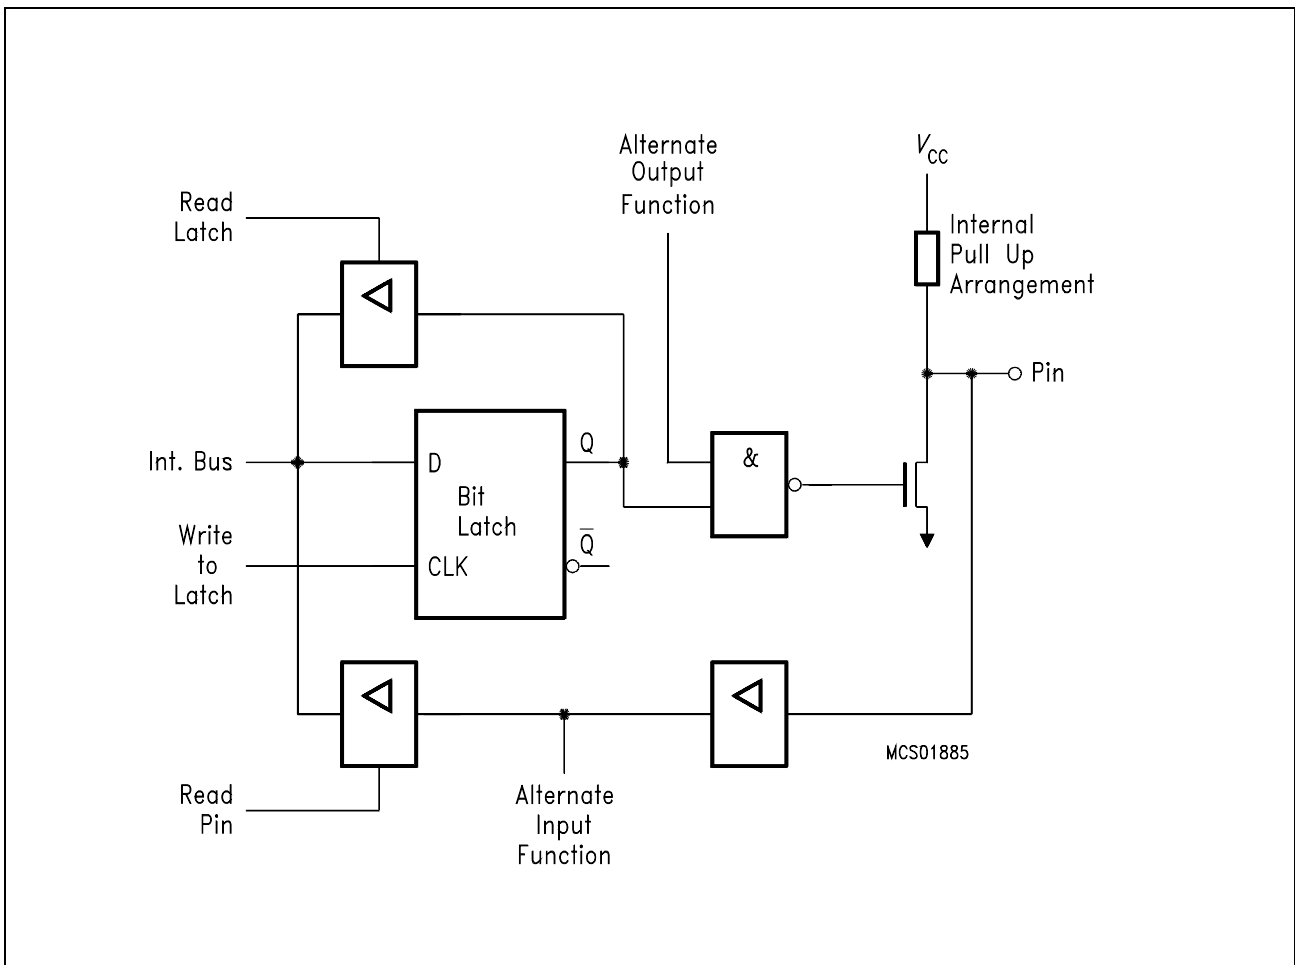 Alternate
Output
Function
VCC
Read
Latch
Internal
Pull Up
Arrangement
Pin
Int. Bus
D
Q
&
Bit
Latch
Write
to
Latch
CLK
Q̅
MCS01885
Read
Pin
Alternate
Input
Function